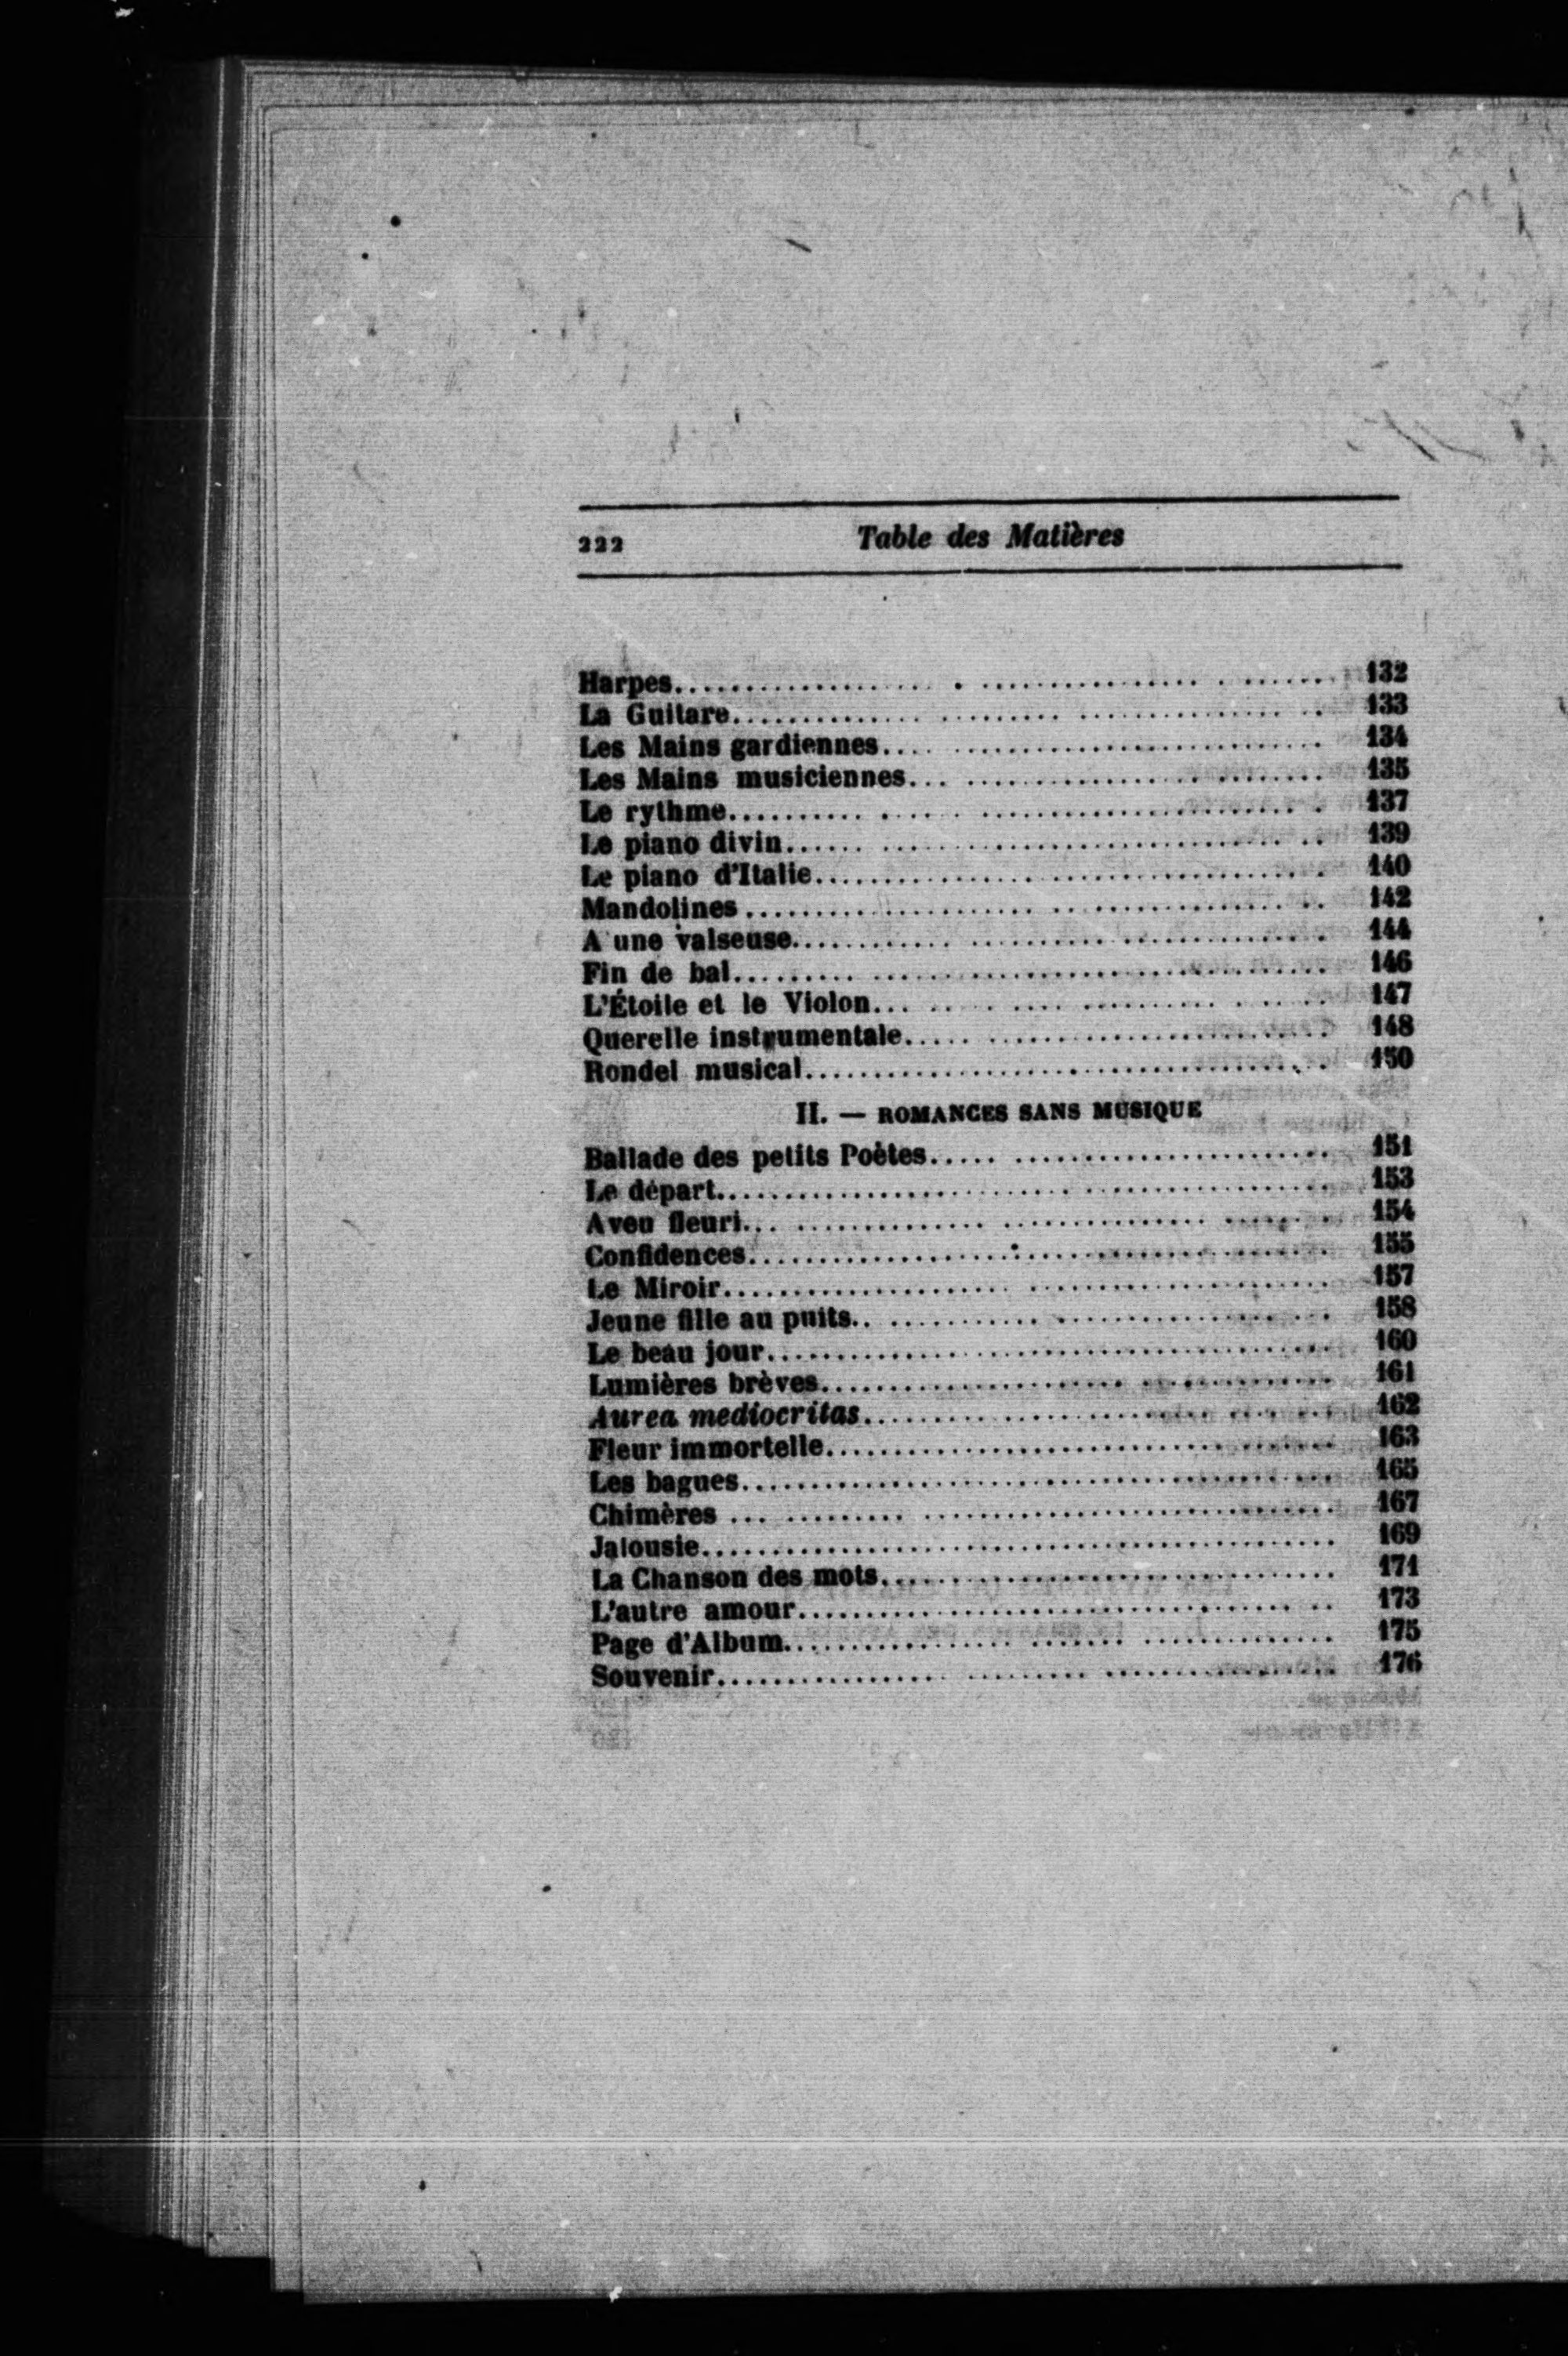 222 Table des Matières
Harpes........ 132
La Guitare........ 133
Les Mains gardiennes........ 134
Les Mains musiciennes........ 135
Le rythme........ 137
Le piano divin........ 139
Le piano d'Italie........ 140
Mandolines........ 142
A une valseuse........ 144
Fin de bal........ 146
L'Étoile et le Violon........ 147
Querelle instrumentale........ 148
Rondel musical........ 150
II. — ROMANCES SANS MUSIQUE
Ballade des petits Poètes........ 151
Le départ........ 153
Aveu fleuri........ 154
Confidences........ 155
Le Miroir........ 157
Jeune fille au puits........ 158
Le beau jour........ 160
Lumières brèves........ 161
Aurea mediocritas........ 162
Fleur immortelle........ 163
Les bagues........ 165
Chimères........ 167
Jalousie........ 169
La Chanson des mots........ 171
L'autre amour........ 173
Page d'Album........ 175
Souvenir........ 176